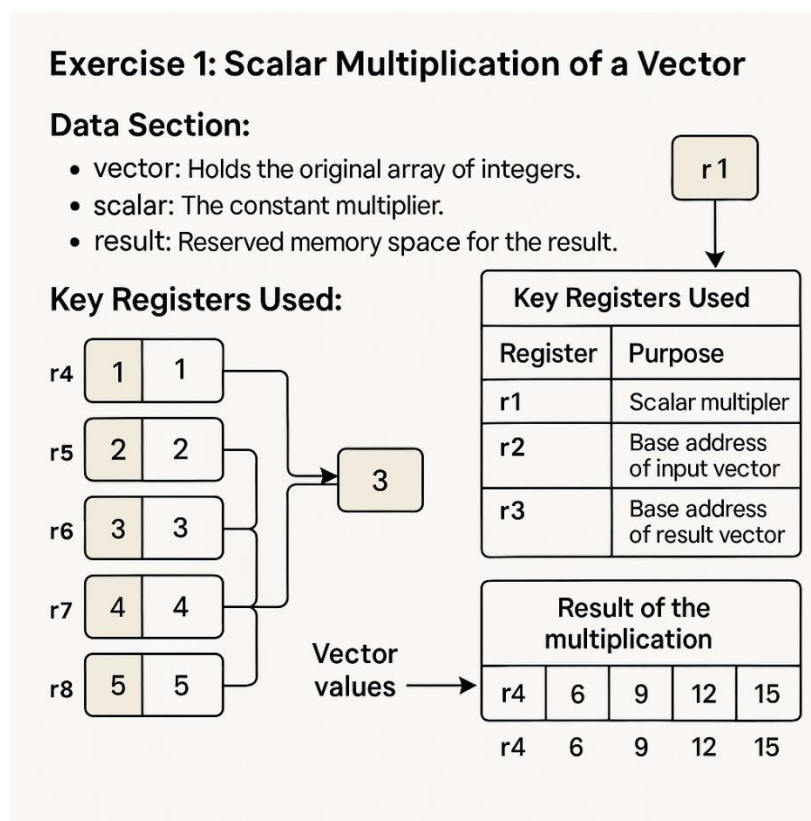 Exercise 1: Scalar Multiplication of a Vector
Data Section:
• vector: Holds the original array of integers.
• scalar: The constant multiplier.
• result: Reserved memory space for the result.
r1
Key Registers Used:
r4 1 1
r5 2 2
r6 3 3
r7 4 4
r8 5 5
3
Key Registers Used
Register Purpose
r1 Scalar multipler
r2 Base address
of input vector
r3 Base address
of result vector
Vector
values
Result of the
multiplication
r4 6 9 12 15
r4 6 9 12 15